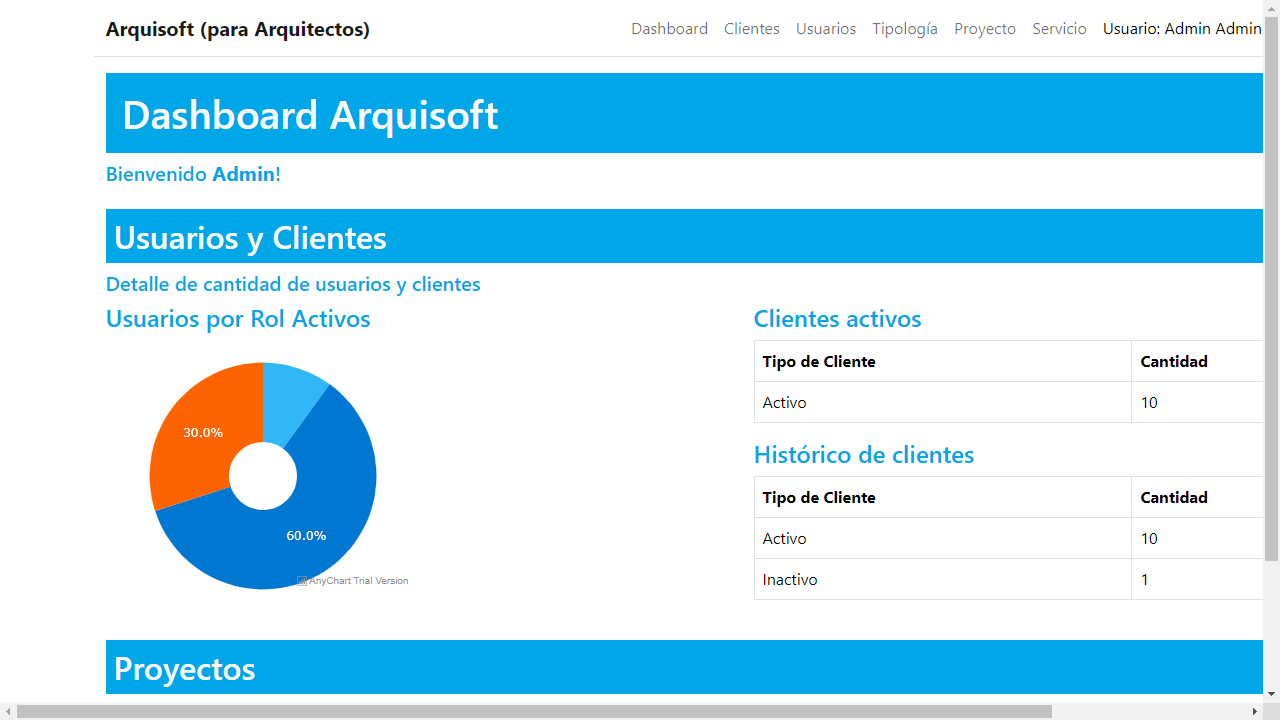 Arquisoft (para Arquitectos) Dashboard Clientes Usuarios Tipología Proyecto Servicio Usuario: Admin Admin
Dashboard Arquisoft
Bienvenido Admin!
Usuarios y Clientes
Detalle de cantidad de usuarios y clientes
Usuarios por Rol Activos
30.0%
60.0%
AnyChart Trial Version
Clientes activos
Tipo de Cliente Cantidad
Activo 10
Histórico de clientes
Tipo de Cliente Cantidad
Activo 10
Inactivo 1
Proyectos